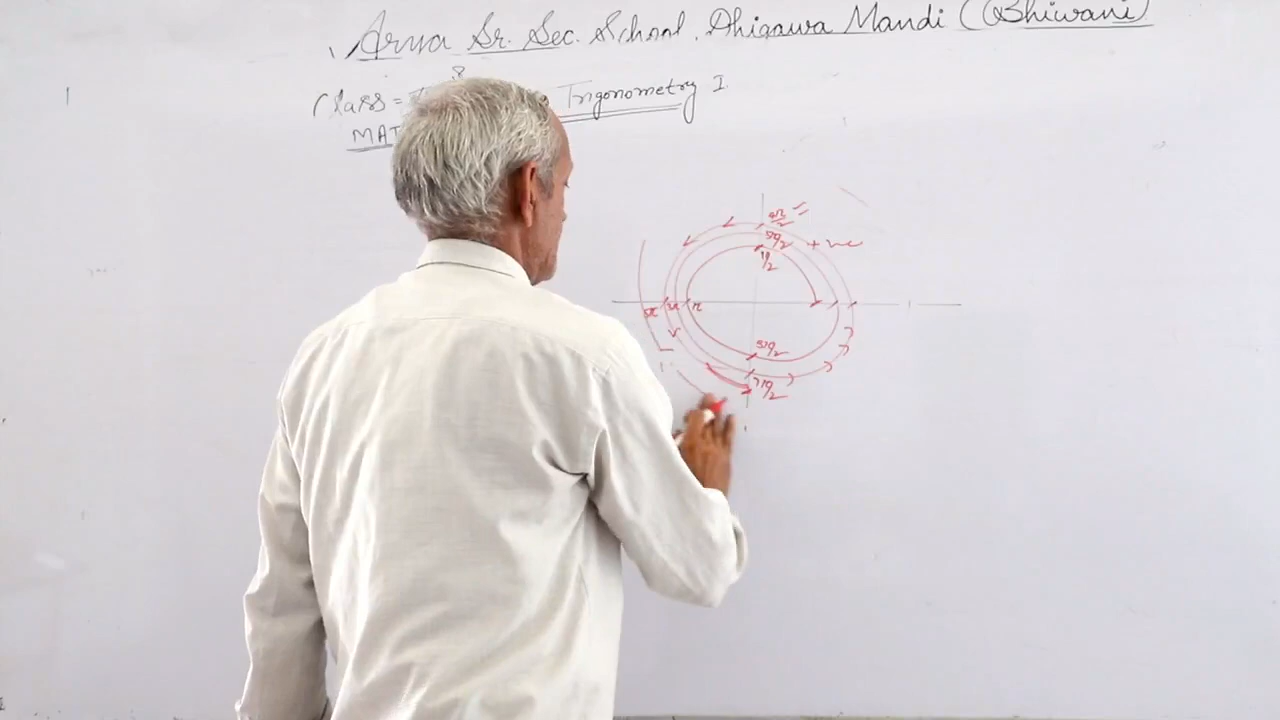 Arya Sr. Sec. School, Dhigawa Mandi (Bhiwani)
Class =
Trigonometry I
MAT
9π/2 =
5π/2 + ve
π/2
5π 3π π
3π/2
7π/2